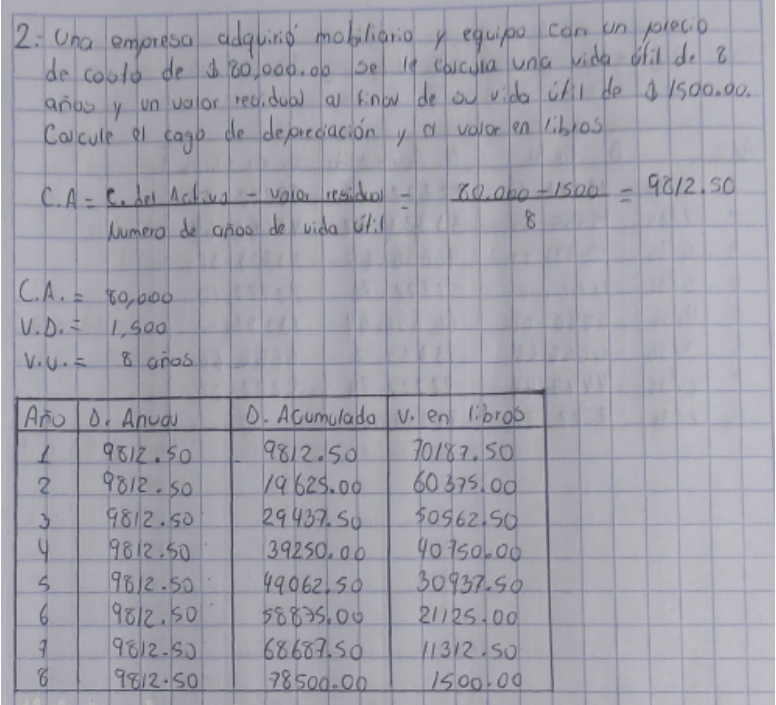 2: Una empresa adquirió mobiliario y equipo con un precio
de costo de $ 80,000.00 se le calcula una vida útil de 8
años y un valor residual al final de su vida útil de $ 1500.00.
Calcule el cago de depreciación y el valor en libros
C.A = C. del Activo - valor residual = 80.000 - 1500 = 9812.50
Numero de años de vida útil 8
C.A. = 80,000
V.D. = 1,500
V.U. = 8 años
Año D. Anual D. Acumulado V. en libros
1 9812.50 9812.50 70187.50
2 9812.50 19625.00 60375.00
3 9812.50 29437.50 50562.50
4 9812.50 39250.00 40750.00
5 9812.50 49062.50 30937.50
6 9812.50 58875.00 21125.00
7 9812.50 68687.50 11312.50
8 9812.50 78500.00 1500.00